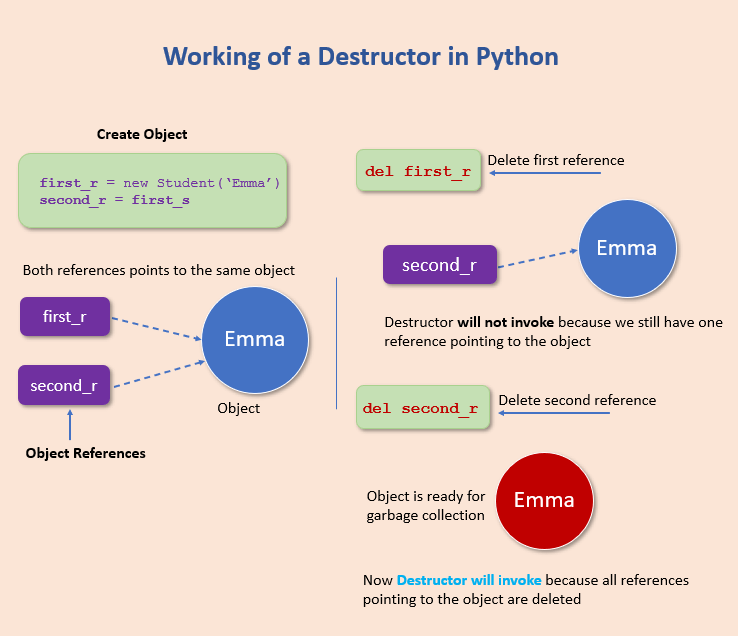 Working of a Destructor in Python
Create Object
first_r = new Student(‘Emma’)
second_r = first_s
Both references points to the same object
first_r
second_r
Emma
Object
Object References
del first_r
Delete first reference
second_r
Emma
Destructor will not invoke because we still have one
reference pointing to the object
del second_r
Delete second reference
Object is ready for
garbage collection
Emma
Now Destructor will invoke because all references
pointing to the object are deleted